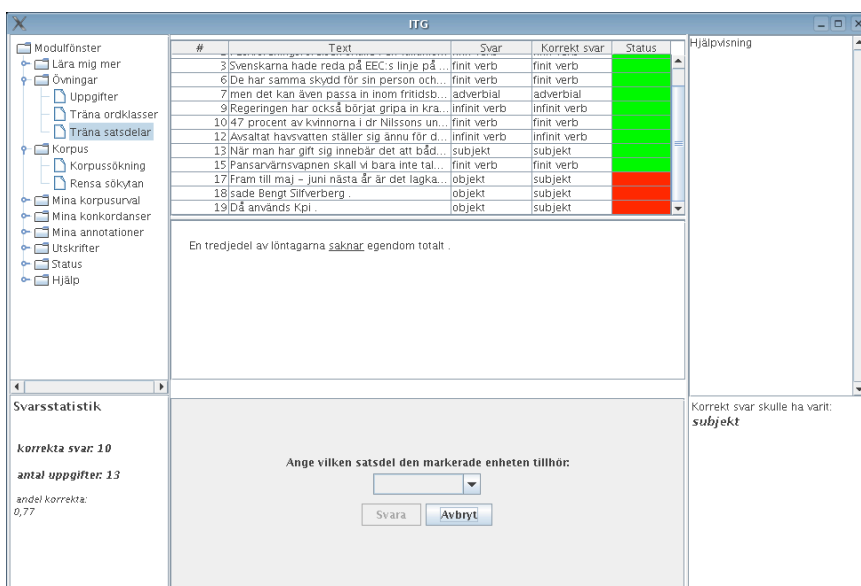 ITG
Modulfönster
Lära mig mer
Övningar
Uppgifter
Träna ordklasser
Träna satsdelar
Korpus
Korpussökning
Rensa sökytan
Mina korpusurval
Mina konkordanser
Mina annotationer
Utskrifter
Status
Hjälp
# Text Svar Korrekt svar Status
3 Svenskarna hade reda på EEC:s linje på ... finit verb finit verb
6 De har samma skydd för sin person och... finit verb finit verb
7 men det kan även passa in inom fritidsb... adverbial adverbial
9 Regeringen har också börjat gripa in kra... infinit verb infinit verb
10 47 percent av kvinnorna i dr Nilssons un... finit verb finit verb
12 Avsaltat havsvatten ställer sig ännu för d... infinit verb infinit verb
13 När man har gift sig innebär det att båd... subjekt subjekt
15 Pansarvärnsvapnen skall vi bara inte tal... finit verb finit verb
17 Fram till maj – juni nästa år är det lagka... objekt subjekt
18 sade Bengt Silfverberg . objekt subjekt
19 Då används Kpi . objekt subjekt
En tredjedel av löntagarna saknar egendom totalt .
Hjälpvisning
Svarsstatistik
korrekta svar: 10
antal uppgifter: 13
andel korrekta:
0,77
Ange vilken satsdel den markerade enheten tillhör:
Svara Avbryt
Korrekt svar skulle ha varit:
subjekt